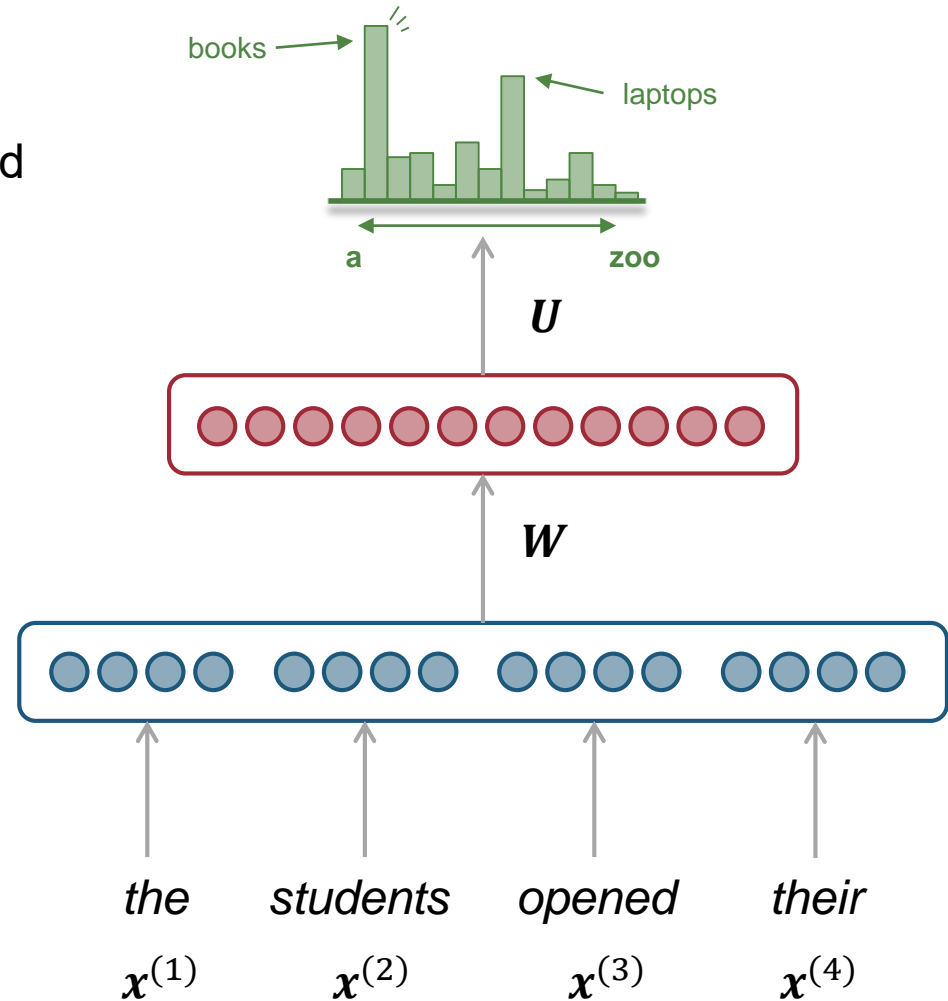 books
laptops
d
a zoo
U
W
the students opened their
x⁽¹⁾ x⁽²⁾ x⁽³⁾ x⁽⁴⁾